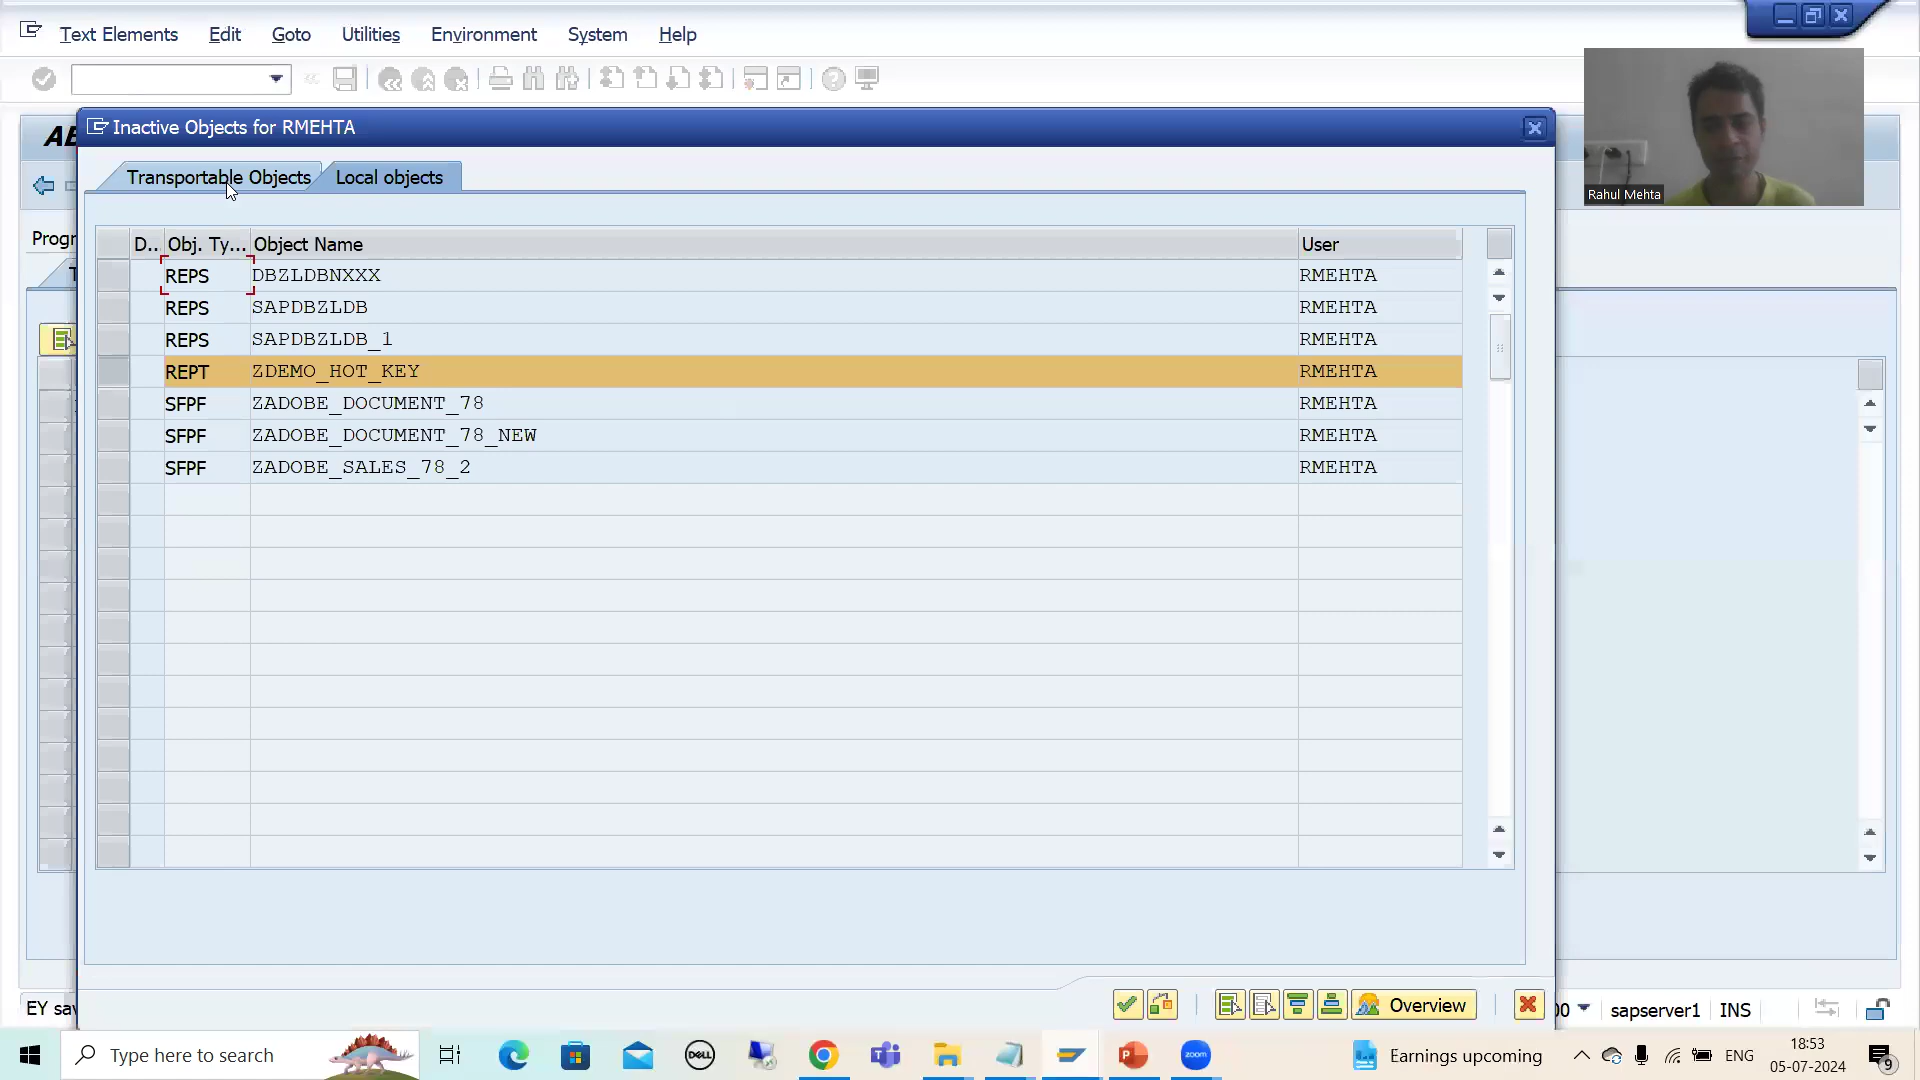 Text Elements Edit Goto Utilities Environment System Help
Rahul Mehta
Inactive Objects for RMEHTA
Transportable Objects Local objects
D.. Obj. Ty... Object Name User
REPS DBZLDBNXXX RMEHTA
REPS SAPDBZLDB RMEHTA
REPS SAPDBZLDB_1 RMEHTA
REPT ZDEMO_HOT_KEY RMEHTA
SFPF ZADOBE_DOCUMENT_78 RMEHTA
SFPF ZADOBE_DOCUMENT_78_NEW RMEHTA
SFPF ZADOBE_SALES_78_2 RMEHTA
Overview
sapserver1 INS
Type here to search
DELL
zoom
Earnings upcoming
ENG
18:53
05-07-2024
9